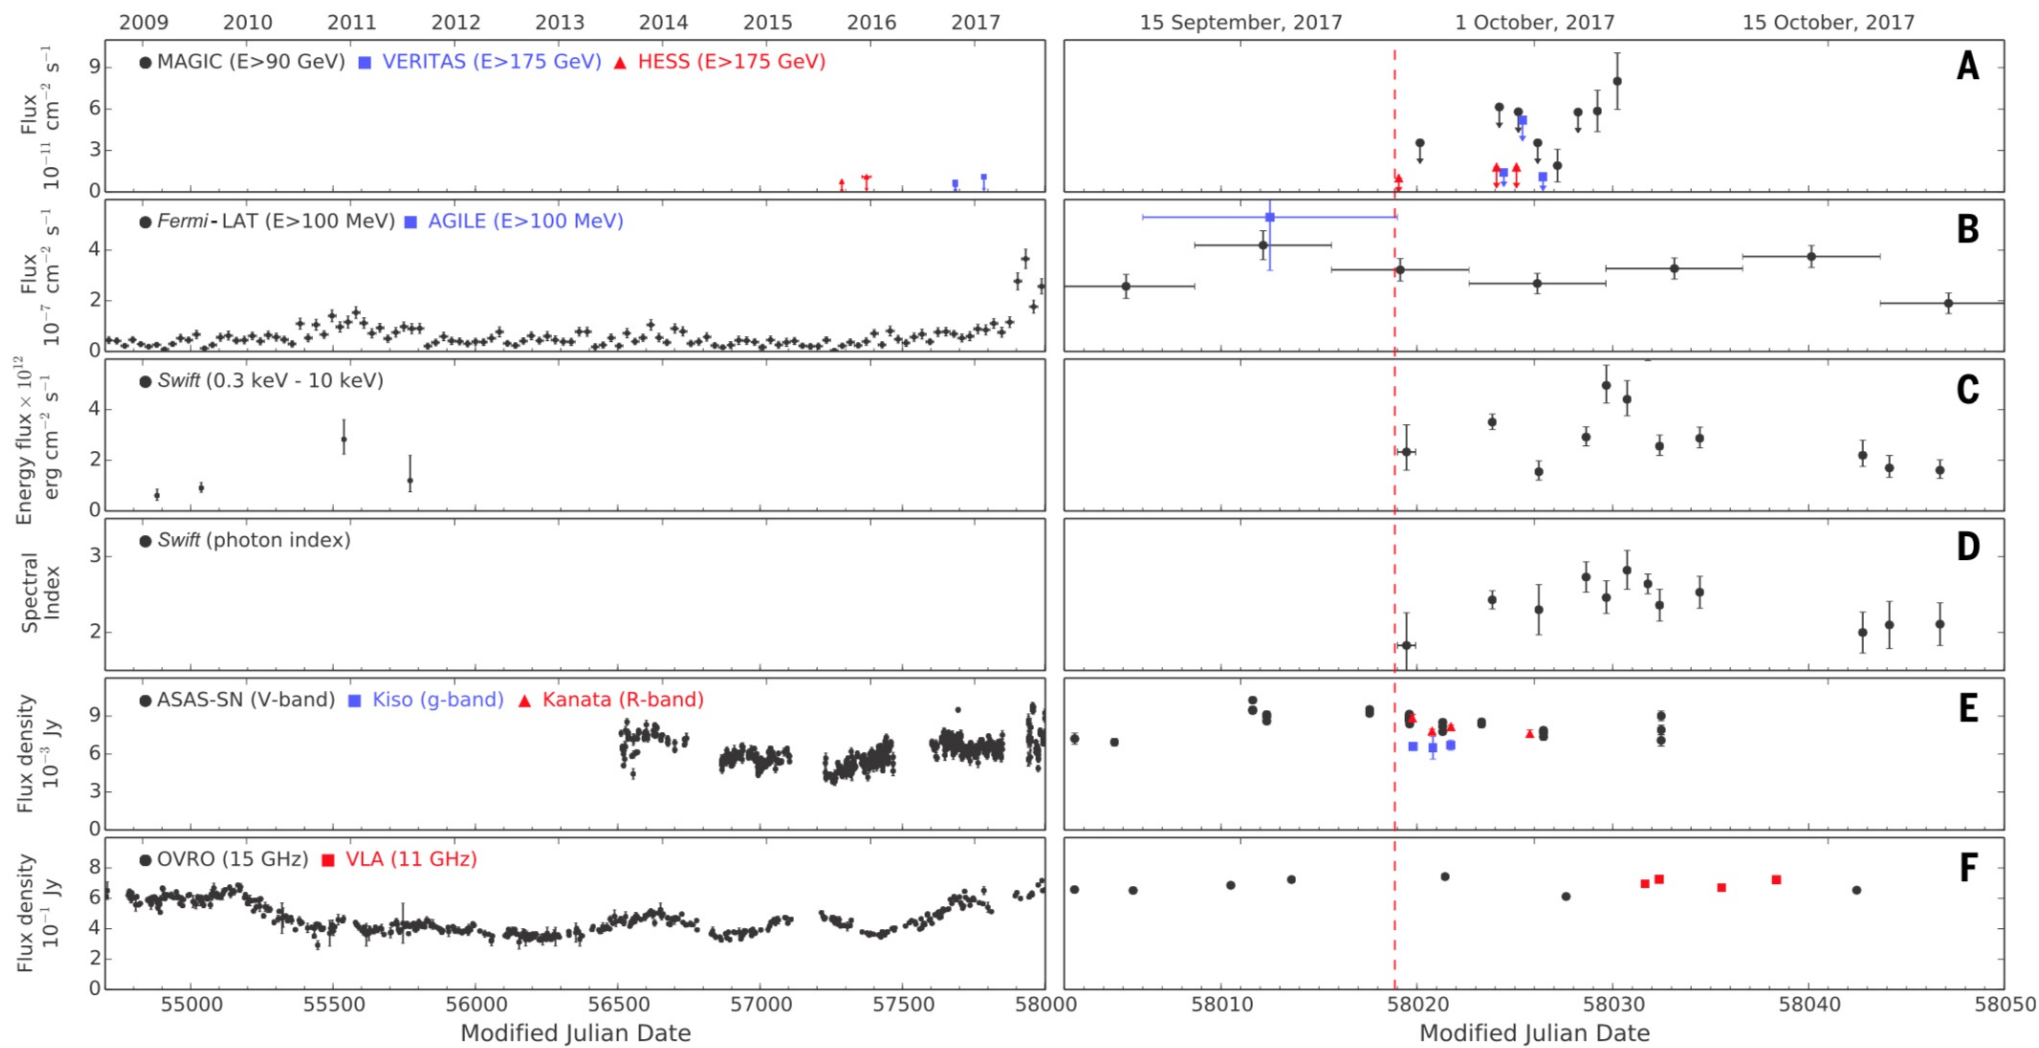 2009 2010 2011 2012 2013 2014 2015 2016 2017 15 September, 2017 1 October, 2017 15 October, 2017
Flux
10⁻¹¹ cm⁻² s⁻¹
9
6
3
0
MAGIC (E>90 GeV) VERITAS (E>175 GeV) HESS (E>175 GeV)
A
Flux
10⁻⁷ cm⁻² s⁻¹
4
2
0
Fermi-LAT (E>100 MeV) AGILE (E>100 MeV)
B
Energy flux × 10¹²
erg cm⁻² s⁻¹
4
2
0
Swift (0.3 keV - 10 keV)
C
Spectral
Index
3
2
Swift (photon index)
D
Flux density
10⁻³ Jy
9
6
3
0
ASAS-SN (V-band) Kiso (g-band) Kanata (R-band)
E
Flux density
10⁻¹ Jy
8
6
4
2
0
OVRO (15 GHz) VLA (11 GHz)
F
55000 55500 56000 56500 57000 57500 58000 58010 58020 58030 58040 58050
Modified Julian Date Modified Julian Date